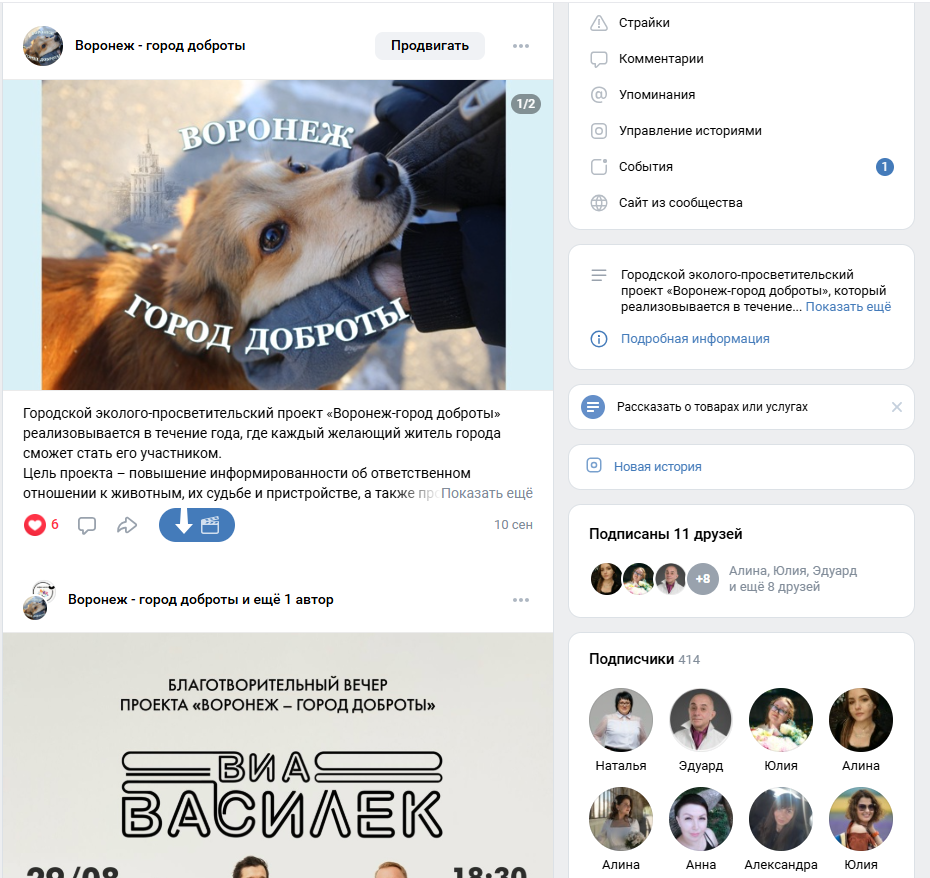 Воронеж - город доброты
Продвигать
1/2
ВОРОНЕЖ
ГОРОД ДОБРОТЫ
Городской эколого-просветительский проект «Воронеж-город доброты»
реализовывается в течение года, где каждый желающий житель города
сможет стать его участником.
Цель проекта – повышение информированности об ответственном
отношении к животным, их судьбе и пристройстве, а также Показать ещё
6
10 сен
Воронеж - город доброты и ещё 1 автор
БЛАГОТВОРИТЕЛЬНЫЙ ВЕЧЕР
ПРОЕКТА «ВОРОНЕЖ – ГОРОД ДОБРОТЫ»
ВИА
ВАСИЛЕК
29/08
18:30
Страйки
Комментарии
Упоминания
Управление историями
События
1
Сайт из сообщества
Городской эколого-просветительский
проект «Воронеж-город доброты», который
реализовывается в течение... Показать ещё
Подробная информация
Рассказать о товарах или услугах
Новая история
Подписаны 11 друзей
+8
Алина, Юлия, Эдуард
и ещё 8 друзей
Подписчики 414
Наталья Эдуард Юлия Алина
Алина Анна Александра Юлия